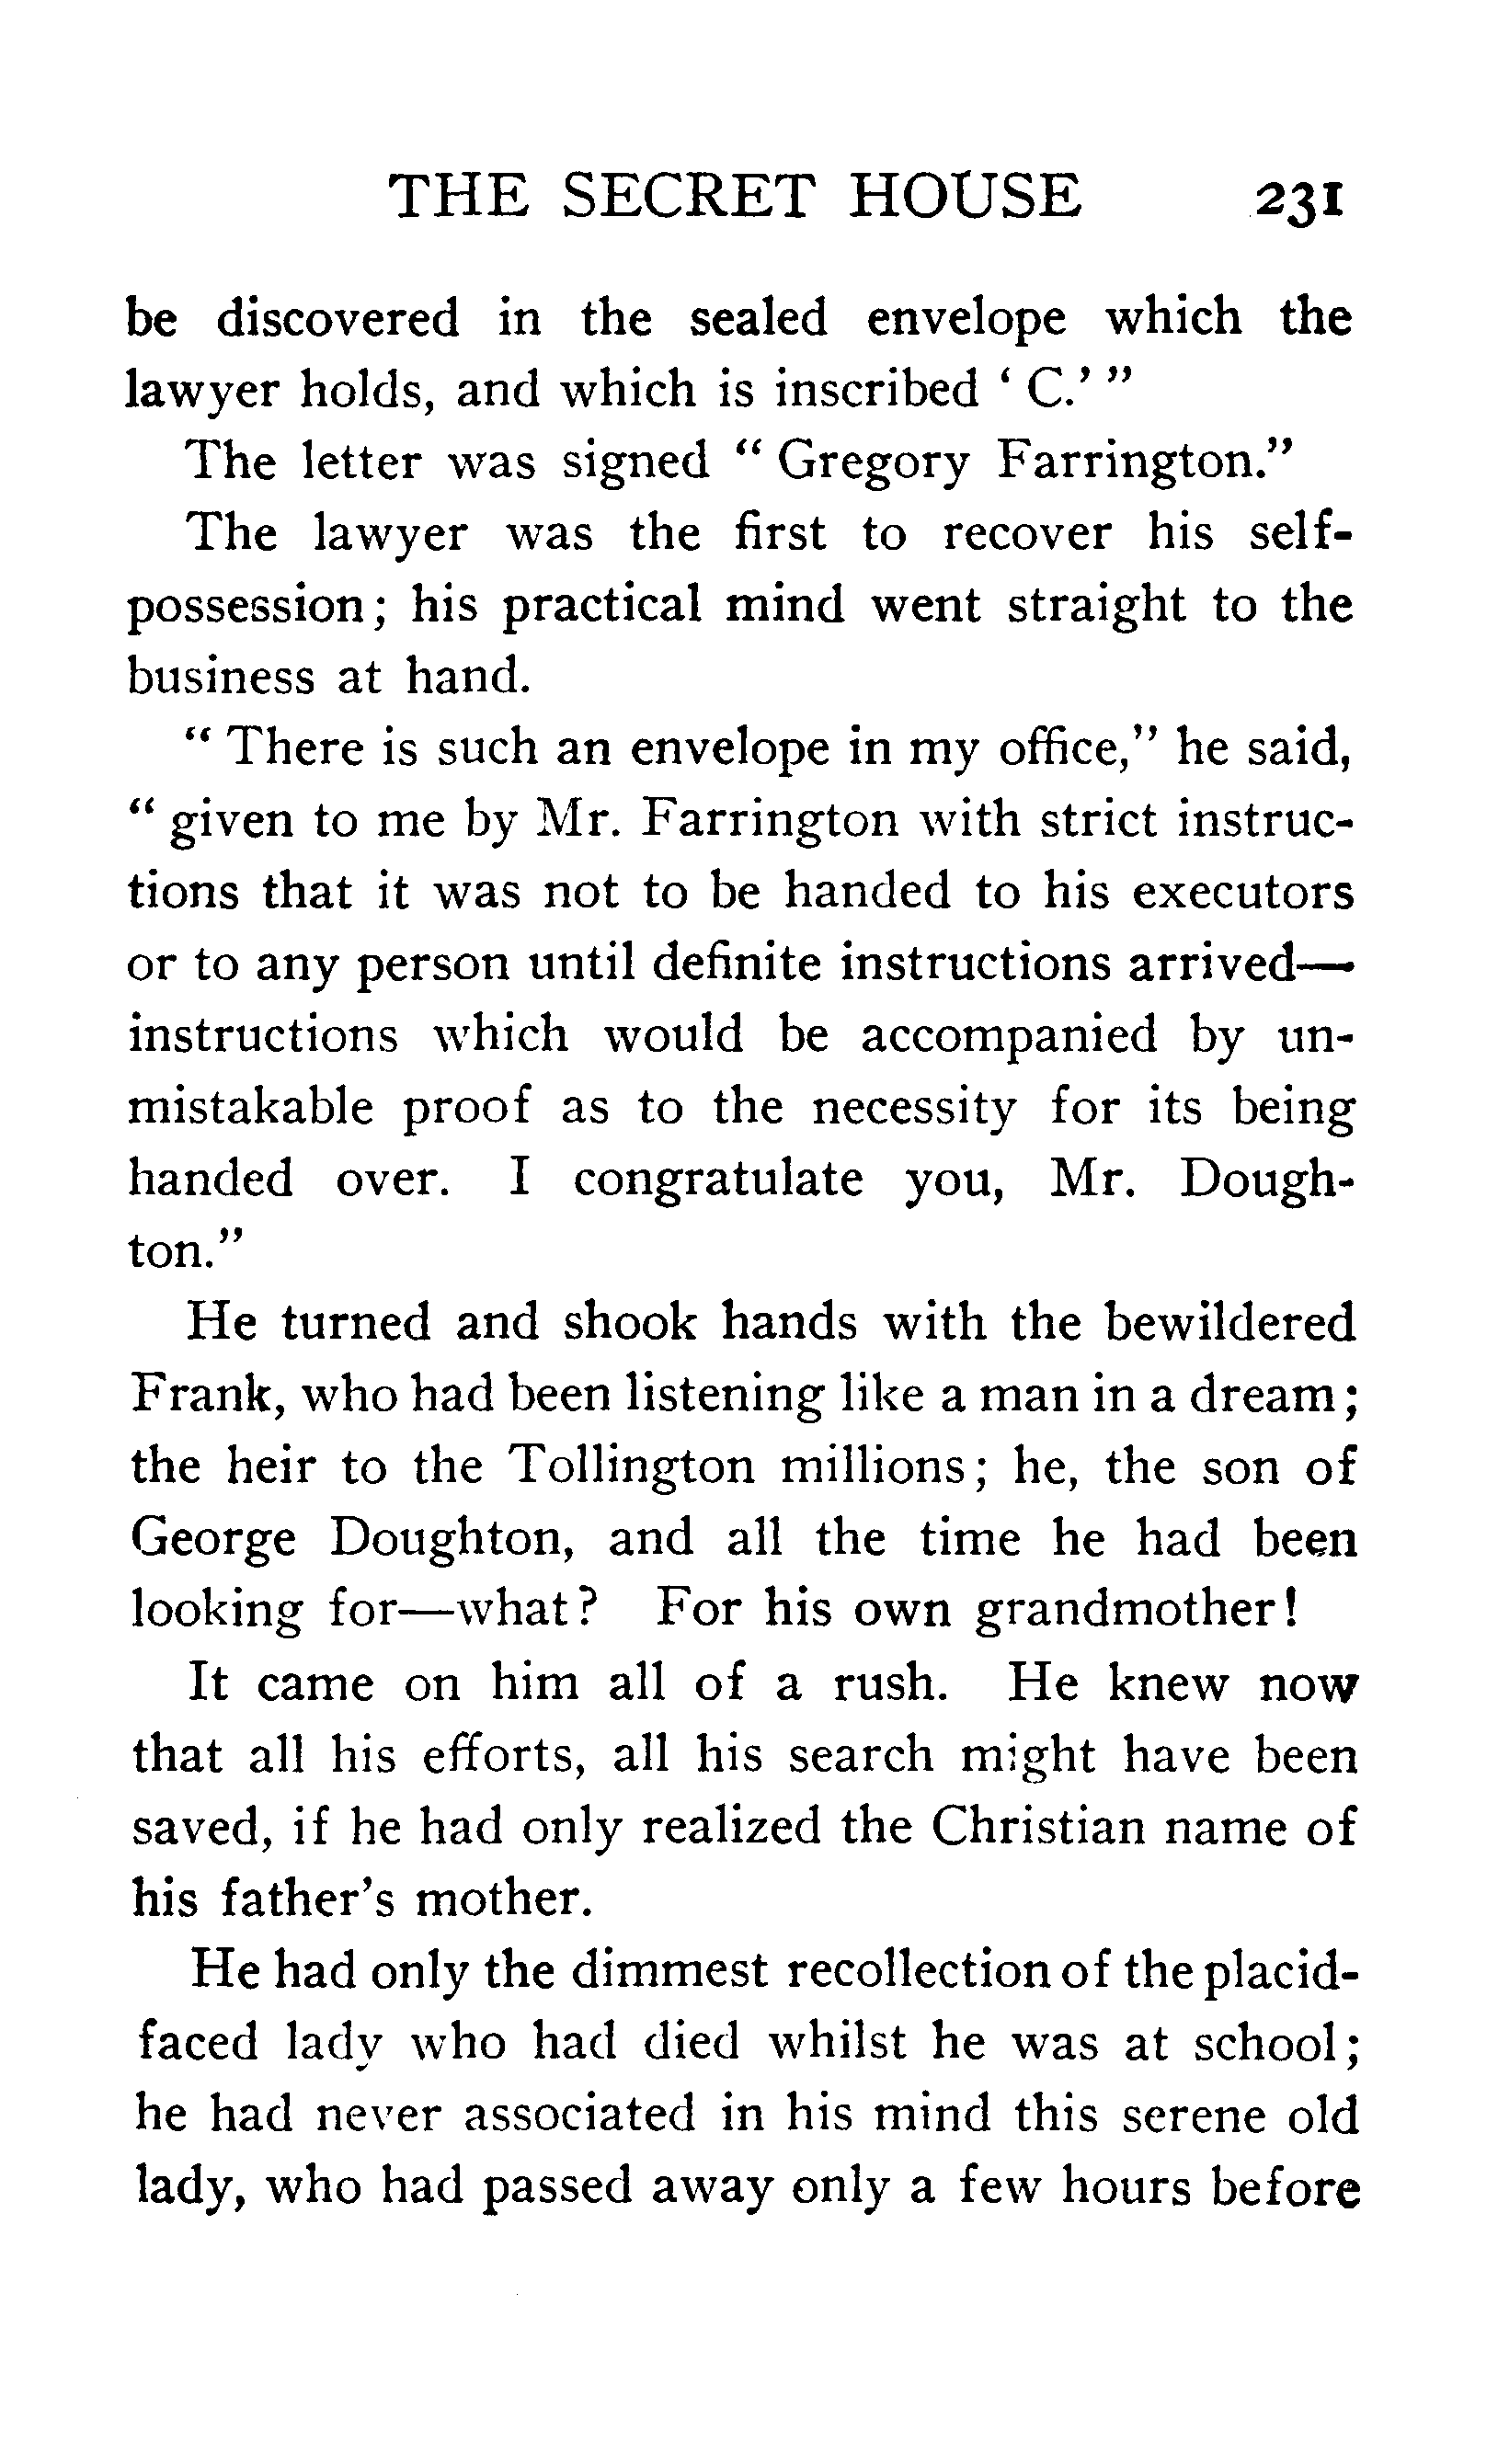 THE SECRET HOUSE 231
be discovered in the sealed envelope which the
lawyer holds, and which is inscribed ‘ C.’ ”
The letter was signed “ Gregory Farrington.”
The lawyer was the first to recover his self-
possession; his practical mind went straight to the
business at hand.
“ There is such an envelope in my office,” he said,
“ given to me by Mr. Farrington with strict instruc-
tions that it was not to be handed to his executors
or to any person until definite instructions arrived—
instructions which would be accompanied by un-
mistakable proof as to the necessity for its being
handed over. I congratulate you, Mr. Dough-
ton.”
He turned and shook hands with the bewildered
Frank, who had been listening like a man in a dream;
the heir to the Tollington millions; he, the son of
George Doughton, and all the time he had been
looking for—what? For his own grandmother!
It came on him all of a rush. He knew now
that all his efforts, all his search might have been
saved, if he had only realized the Christian name of
his father’s mother.
He had only the dimmest recollection of the placid-
faced lady who had died whilst he was at school;
he had never associated in his mind this serene old
lady, who had passed away only a few hours before